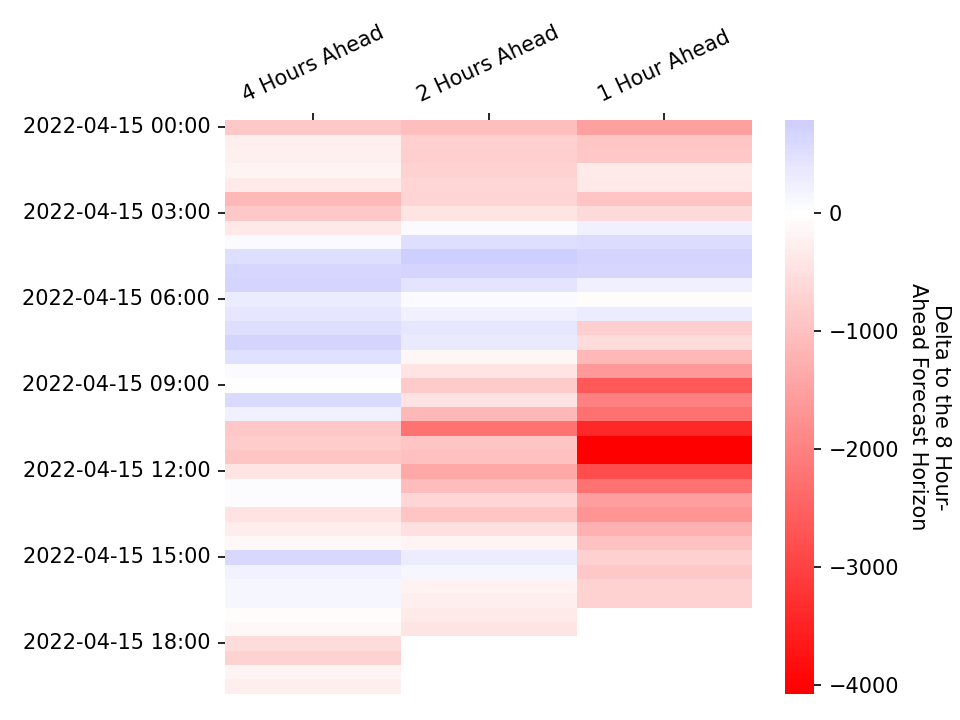 4 Hours Ahead
2 Hours Ahead
1 Hour Ahead
2022-04-15 00:00
2022-04-15 03:00
2022-04-15 06:00
2022-04-15 09:00
2022-04-15 12:00
2022-04-15 15:00
2022-04-15 18:00
0
−1000
−2000
−3000
−4000
Delta to the 8 Hour-
Ahead Forecast Horizon